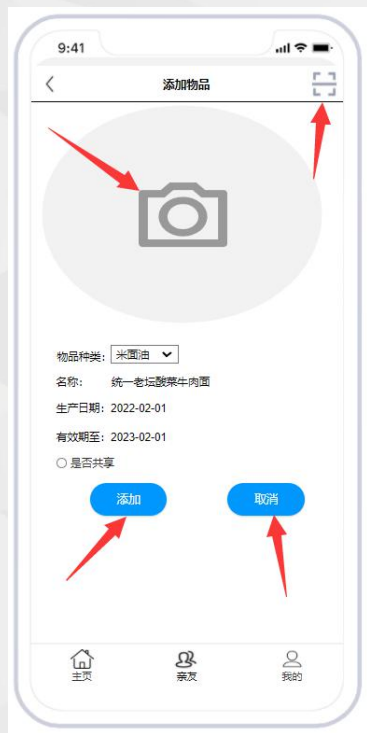 9:41
添加物品
物品种类: 米面油
名称: 统一老坛酸菜牛肉面
生产日期: 2022-02-01
有效期至: 2023-02-01
是否共享
添加 取消
主页 亲友 我的